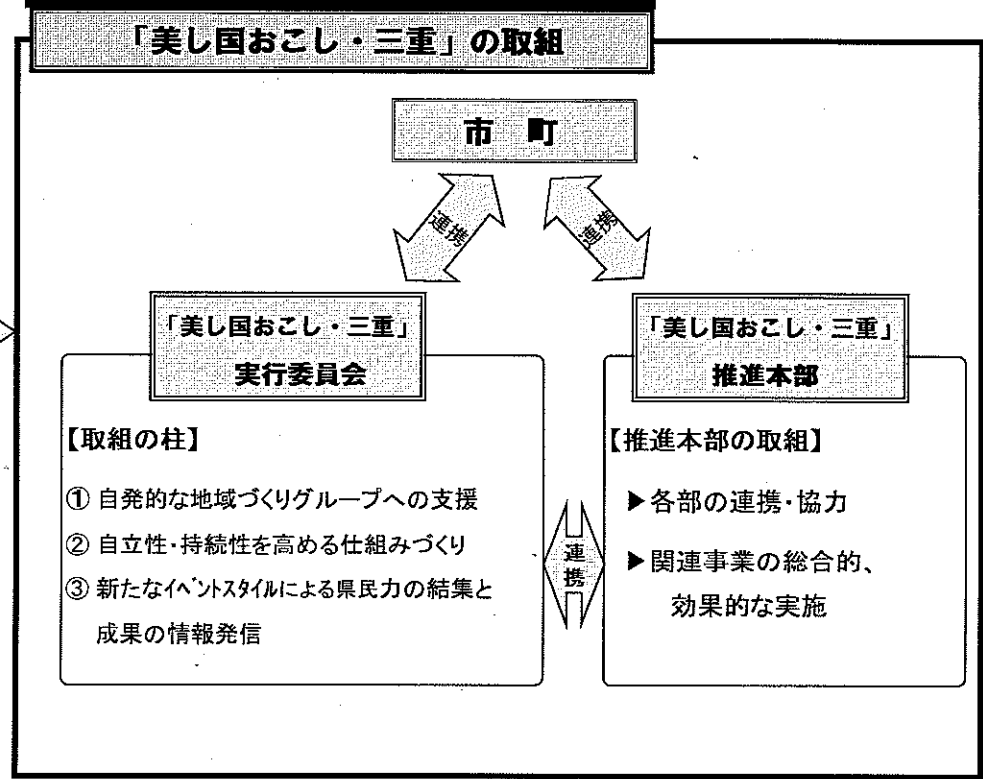 「美し国おこし・三重」の取組
市 町
連携
連携
「美し国おこし・三重」
実行委員会
【取組の柱】
① 自発的な地域づくりグループへの支援
② 自立性・持続性を高める仕組みづくり
③ 新たなイベントスタイルによる県民力の結集と
成果の情報発信
連携
「美し国おこし・三重」
推進本部
【推進本部の取組】
▶各部の連携・協力
▶関連事業の総合的、
効果的な実施